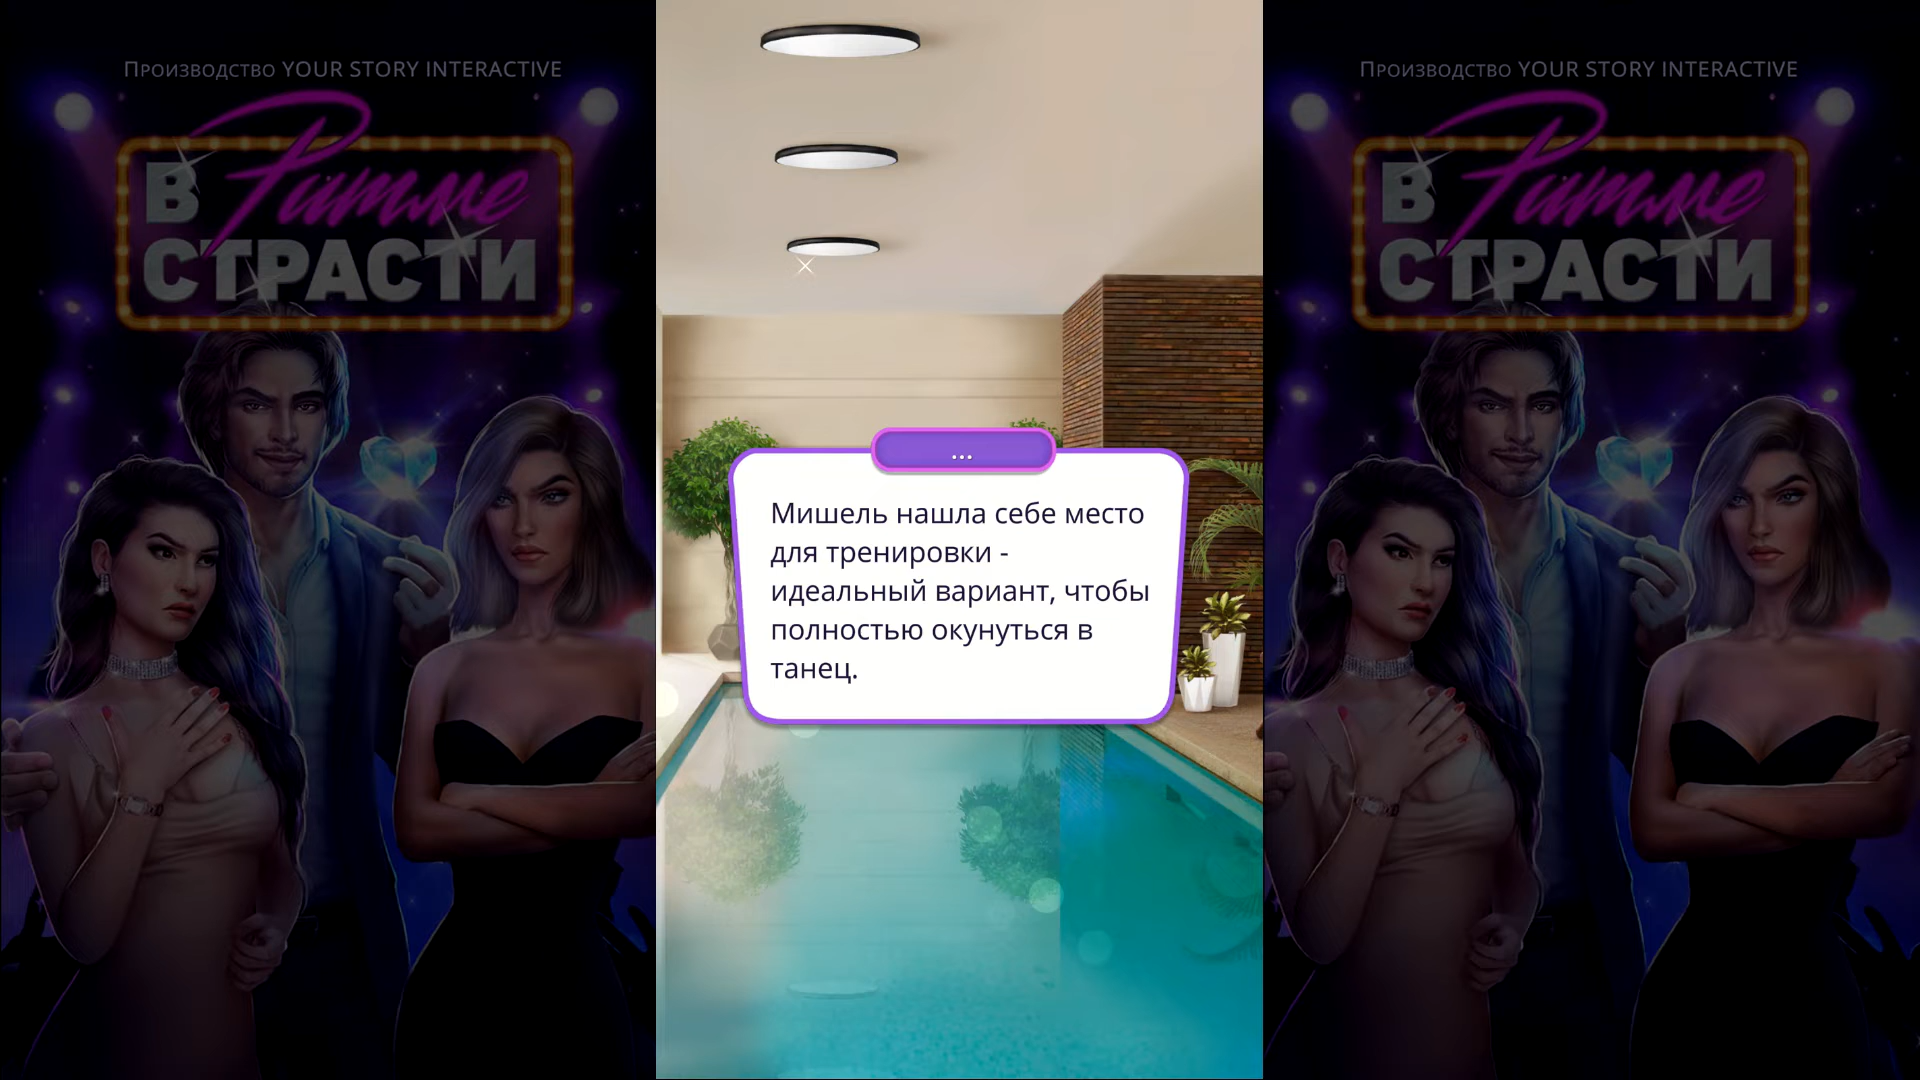 Производство YOUR STORY INTERACTIVE
В Ритме
СТРАСТИ
...
Мишель нашла себе место
для тренировки -
идеальный вариант, чтобы
полностью окунуться в
танец.
Производство YOUR STORY INTERACTIVE
В Ритме
СТРАСТИ